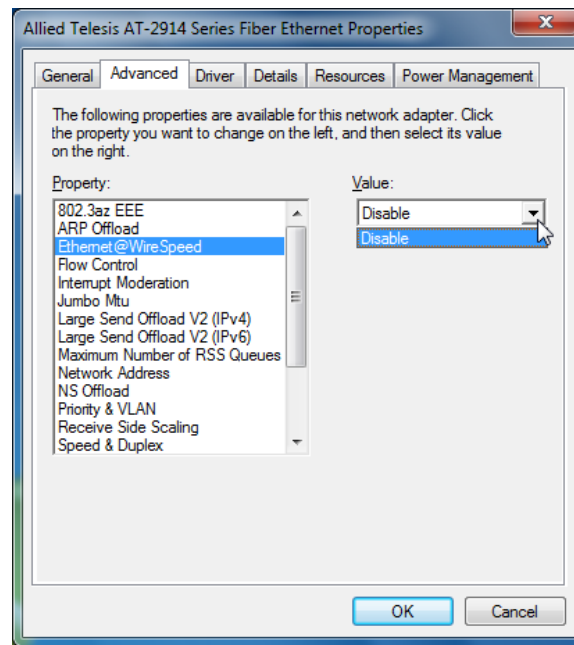 Allied Telesis AT-2914 Series Fiber Ethernet Properties
General Advanced Driver Details Resources Power Management
The following properties are available for this network adapter. Click
the property you want to change on the left, and then select its value
on the right.
Property:
Value:
802.3az EEE
ARP Offload
Ethernet@WireSpeed
Flow Control
Interrupt Moderation
Jumbo Mtu
Large Send Offload V2 (IPv4)
Large Send Offload V2 (IPv6)
Maximum Number of RSS Queues
Network Address
NS Offload
Priority & VLAN
Receive Side Scaling
Speed & Duplex
Disable
Disable
OK Cancel